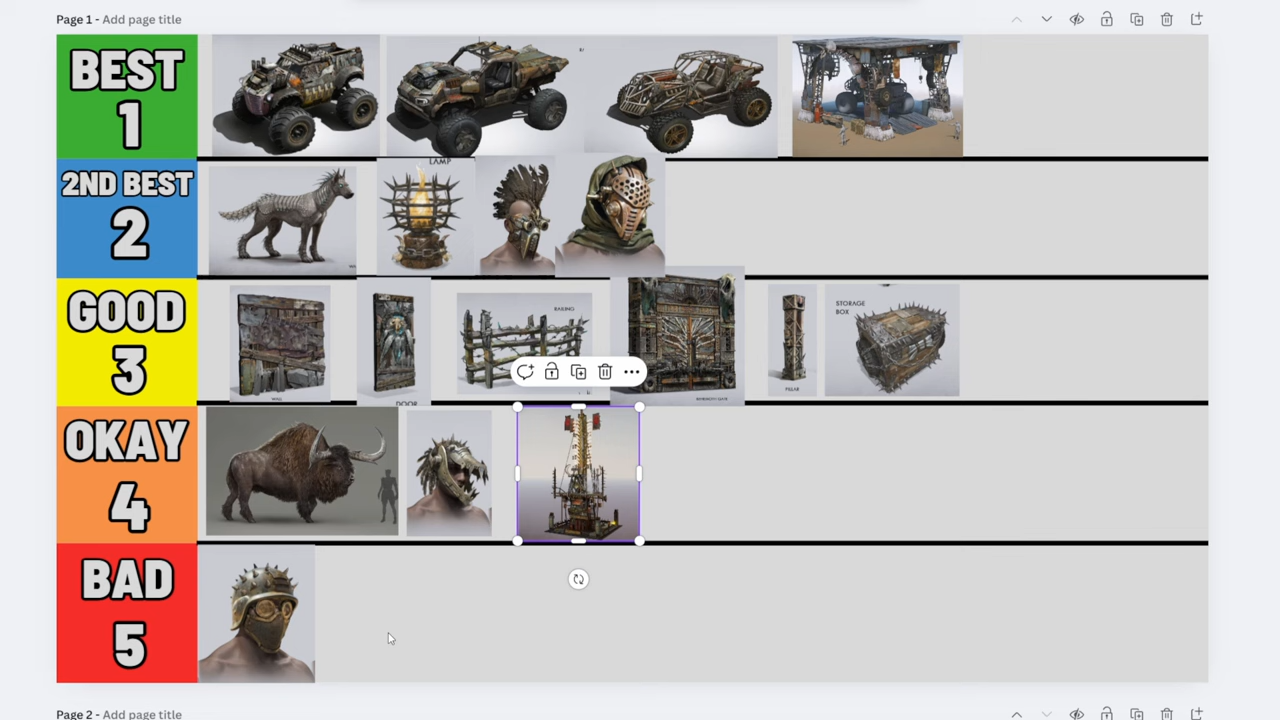 Page 1 - Add page title
BEST
1
2ND BEST
2
LAMP
GOOD
3
WALL
DOOR
RAILING
PILLAR
STORAGE
BOX
OKAY
4
BAD
5
Page 2 - Add page title